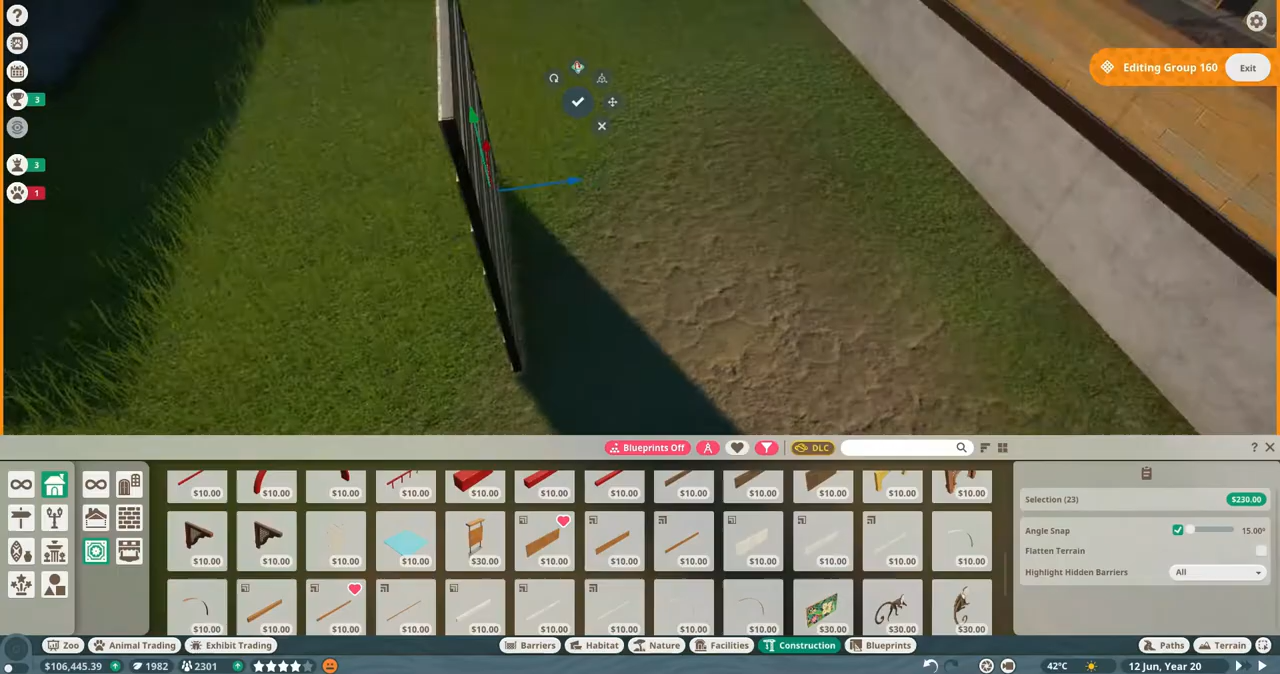 ?
Editing Group 160
Exit
3
3
1
Blueprints Off
DLC
?
$10.00 $10.00 $10.00 $10.00 $10.00 $10.00 $10.00 $10.00 $10.00 $10.00 $10.00 $10.00
$10.00 $10.00 $10.00 $10.00 $30.00 $10.00 $10.00 $10.00 $10.00 $10.00 $10.00 $10.00
$10.00 $10.00 $10.00 $10.00 $10.00 $10.00 $10.00 $10.00 $10.00 $30.00 $30.00 $30.00
Selection (23)
$230.00
Angle Snap
15.00°
Flatten Terrain
Highlight Hidden Barriers
All
Zoo
Animal Trading
Exhibit Trading
Barriers
Habitat
Nature
Facilities
Construction
Blueprints
Paths
Terrain
$106,445.39
1982
2301
42°C
12 Jun, Year 20